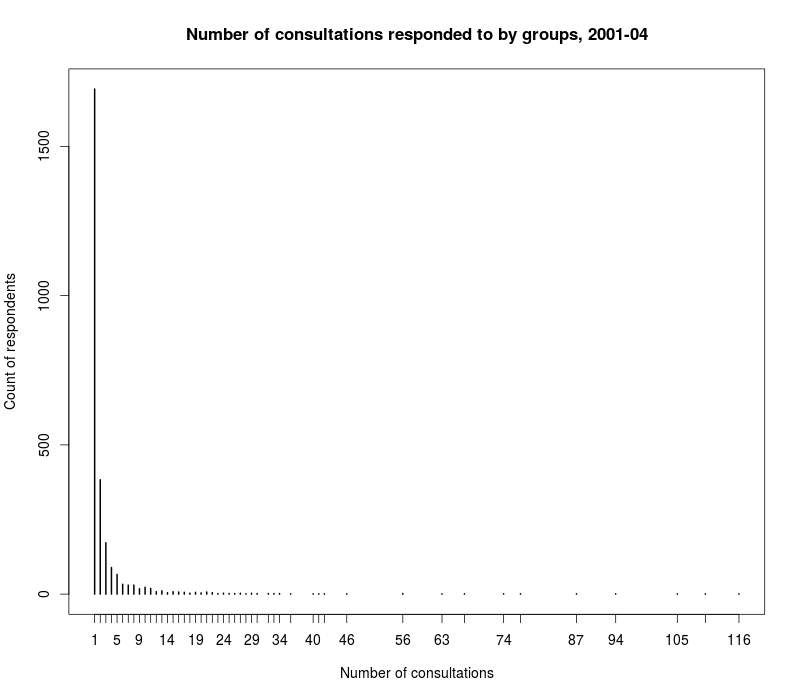 Number of consultations responded to by groups, 2001-04
Count of respondents
1500
1000
500
0
1 5 9 14 19 24 29 34 40 46 56 63 74 87 94 105 116
Number of consultations